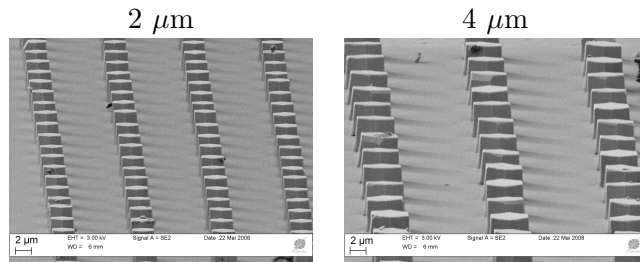 2 μm
4 μm
2 μm EHT = 3.00 kV Signal A = SE2 Date :22 Mai 2008
WD = 6 mm
2 μm EHT = 3.00 kV Signal A = SE2 Date :22 Mai 2008
WD = 6 mm